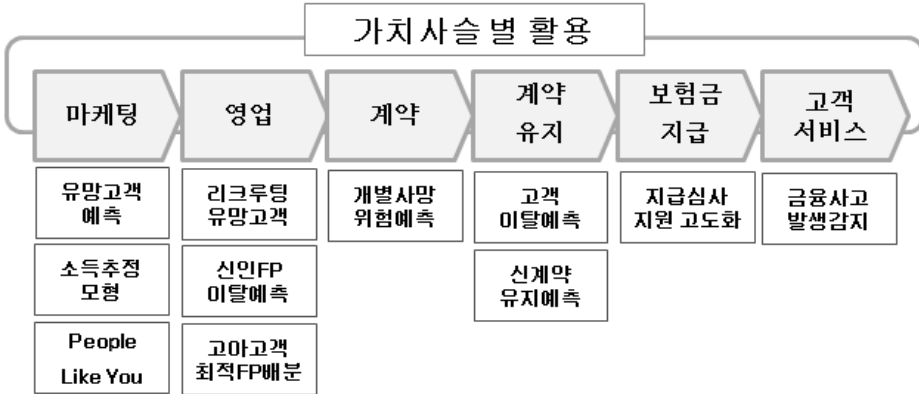 가치사슬별 활용
마케팅
영업
계약
계약
유지
보험금
지급
고객
서비스
유망고객
예측
소득추정
모형
People
Like You
리크루팅
유망고객
신인FP
이탈예측
고아고객
최적FP배분
개별사망
위험예측
고객
이탈예측
신계약
유지예측
지급심사
지원 고도화
금융사고
발생감지